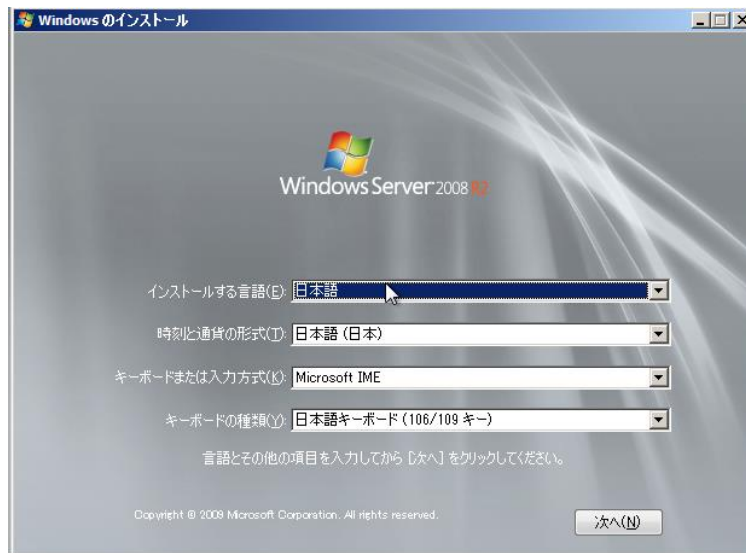 Windows のインストール
Windows Server 2008 R2
インストールする言語(E): 日本語
時刻と通貨の形式(T): 日本語 (日本)
キーボードまたは入力方式(K): Microsoft IME
キーボードの種類(Y): 日本語キーボード (106/109 キー)
言語とその他の項目を入力してから [次へ] をクリックしてください。
Copyright © 2009 Microsoft Corporation. All rights reserved.
次へ(N)